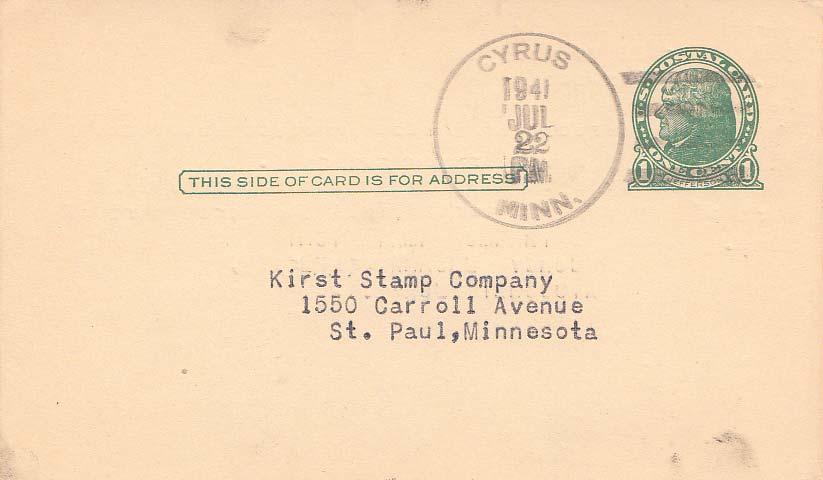 CYRUS
1941
JUL
22
PM
MINN.
U.S. POSTAL CARD
1 ONE CENT 1
JEFFERSON
THIS SIDE OF CARD IS FOR ADDRESS
Kirst Stamp Company
1550 Carroll Avenue
St. Paul,Minnesota